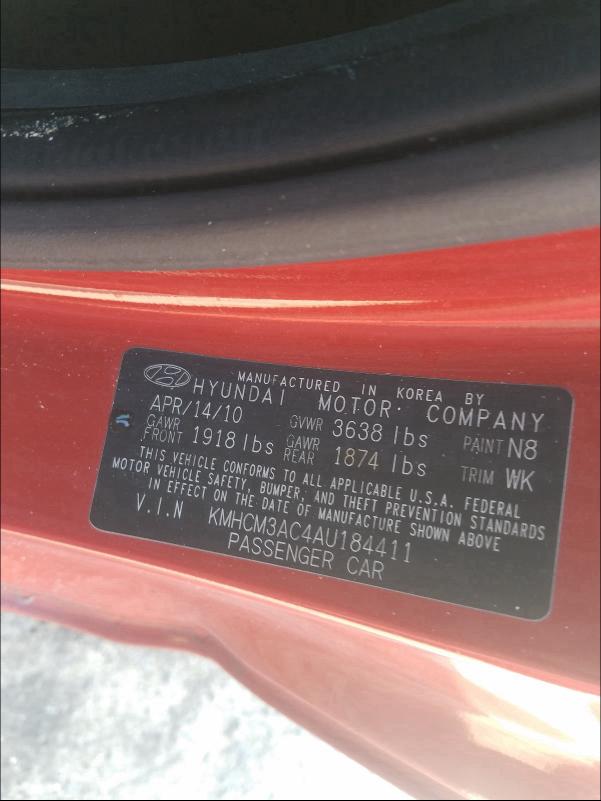 MANUFACTURED IN KOREA BY
HYUNDAI MOTOR COMPANY
APR/14/10 GVWR 3638 lbs PAINT N8
GAWR FRONT 1918 lbs GAWR REAR 1874 lbs TRIM WK
THIS VEHICLE CONFORMS TO ALL APPLICABLE U.S.A. FEDERAL
MOTOR VEHICLE SAFETY, BUMPER, AND THEFT PREVENTION STANDARDS
IN EFFECT ON THE DATE OF MANUFACTURE SHOWN ABOVE
V.I.N KMHCM3AC4AU184411
PASSENGER CAR